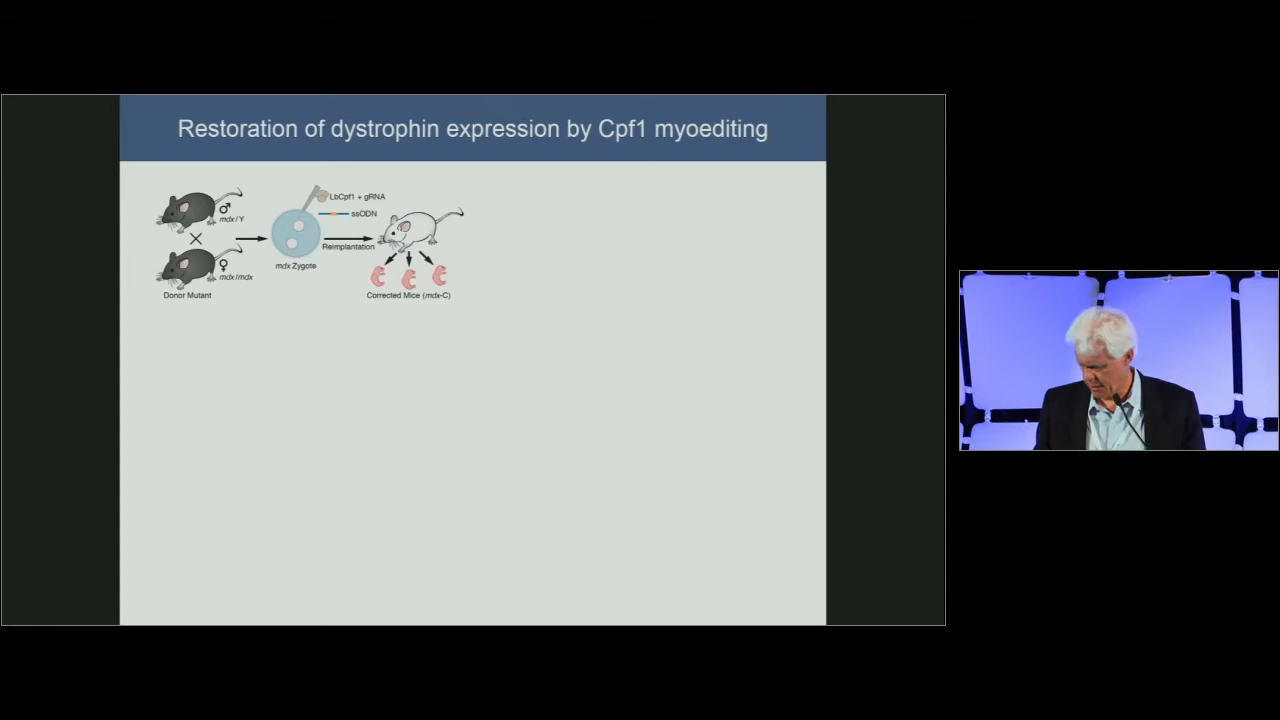 Restoration of dystrophin expression by Cpf1 myoediting
♂
mdx/Y
♀
mdx/mdx
Donor Mutant
mdx Zygote
LbCpf1 + gRNA
ssODN
Reimplantation
Corrected Mice (mdx-C)